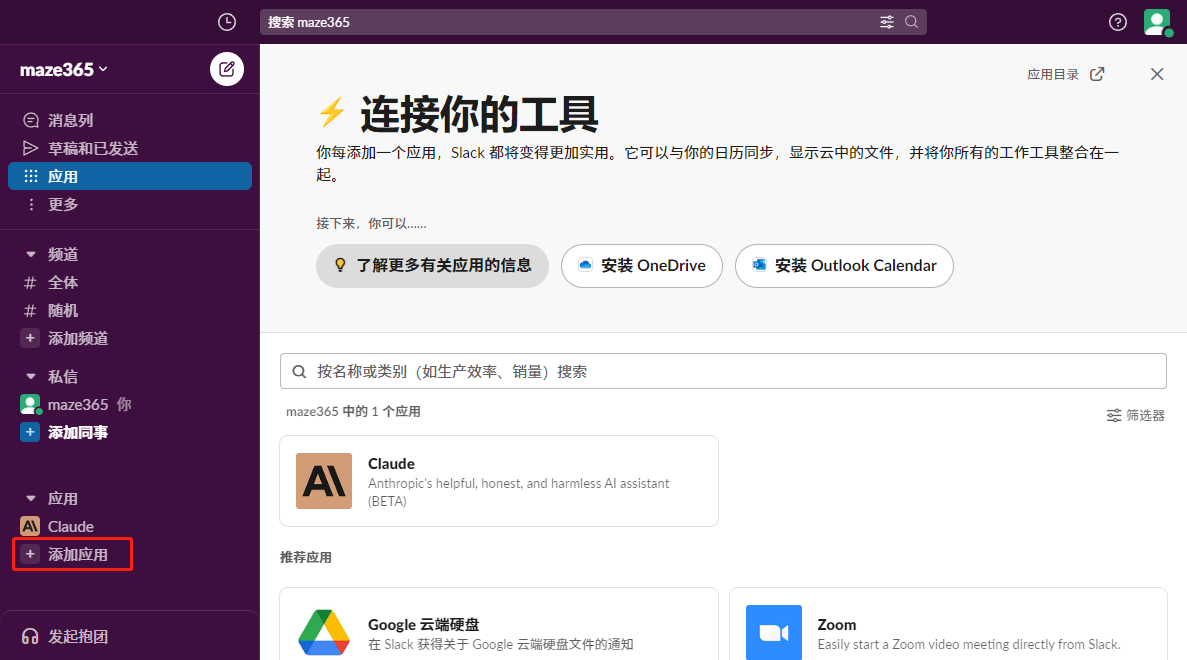 搜索 maze365
maze365
消息列
草稿和已发送
应用
更多
频道
# 全体
# 随机
+ 添加频道
私信
maze365 你
+ 添加同事
应用
Claude
+ 添加应用
发起抱团
应用目录
连接你的工具
你每添加一个应用，Slack 都将变得更加实用。它可以与你的日历同步，显示云中的文件，并将你所有的工作工具整合在一
起。
接下来，你可以……
了解更多有关应用的信息
安装 OneDrive
安装 Outlook Calendar
按名称或类别（如生产效率、销量）搜索
maze365 中的 1 个应用
筛选器
Claude
Anthropic's helpful, honest, and harmless AI assistant
(BETA)
推荐应用
Google 云端硬盘
在 Slack 获得关于 Google 云端硬盘文件的通知
Zoom
Easily start a Zoom video meeting directly from Slack.